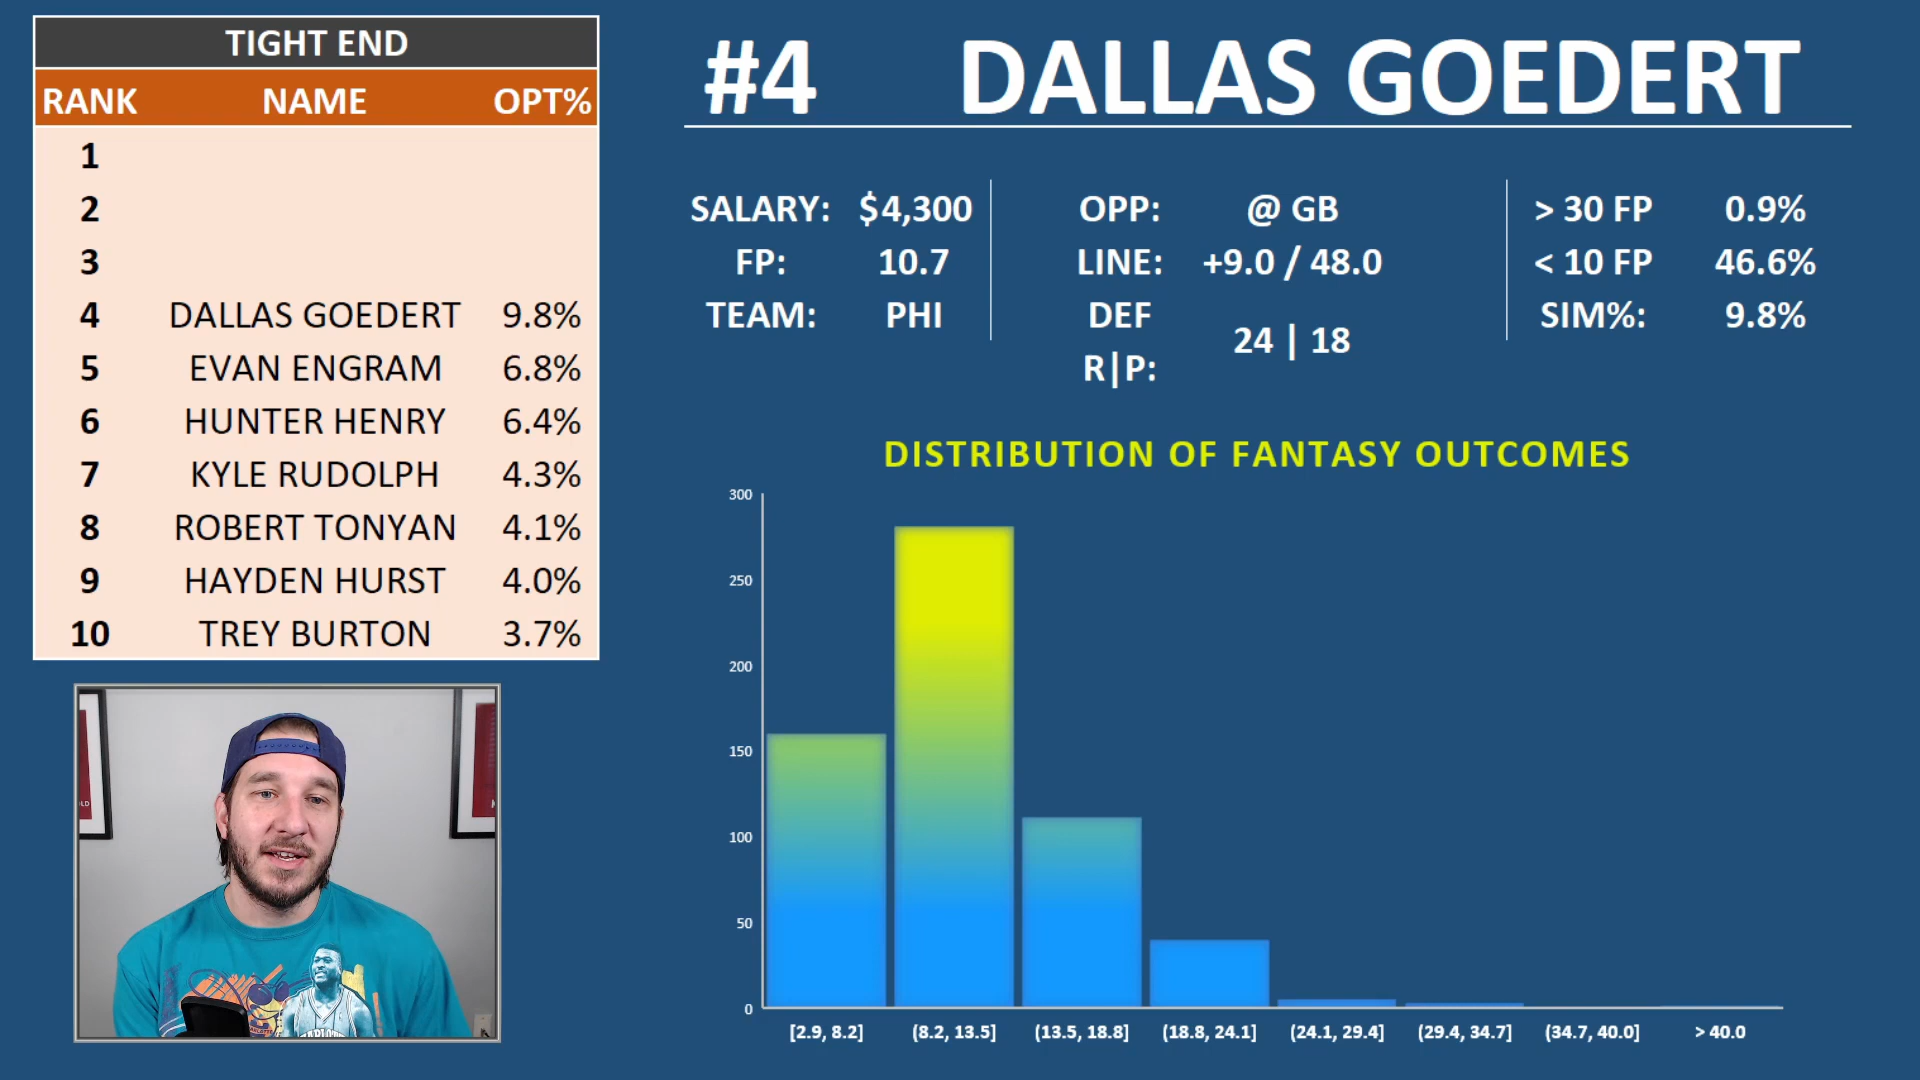 TIGHT END
RANK NAME OPT%
1
2
3
4 DALLAS GOEDERT 9.8%
5 EVAN ENGRAM 6.8%
6 HUNTER HENRY 6.4%
7 KYLE RUDOLPH 4.3%
8 ROBERT TONYAN 4.1%
9 HAYDEN HURST 4.0%
10 TREY BURTON 3.7%
#4 DALLAS GOEDERT
SALARY: $4,300
FP: 10.7
TEAM: PHI
OPP: @ GB
LINE: +9.0 / 48.0
DEF
R|P: 24 | 18
> 30 FP 0.9%
< 10 FP 46.6%
SIM%: 9.8%
DISTRIBUTION OF FANTASY OUTCOMES
300
250
200
150
100
50
0
[2.9, 8.2] (8.2, 13.5] (13.5, 18.8] (18.8, 24.1] (24.1, 29.4] (29.4, 34.7] (34.7, 40.0] > 40.0